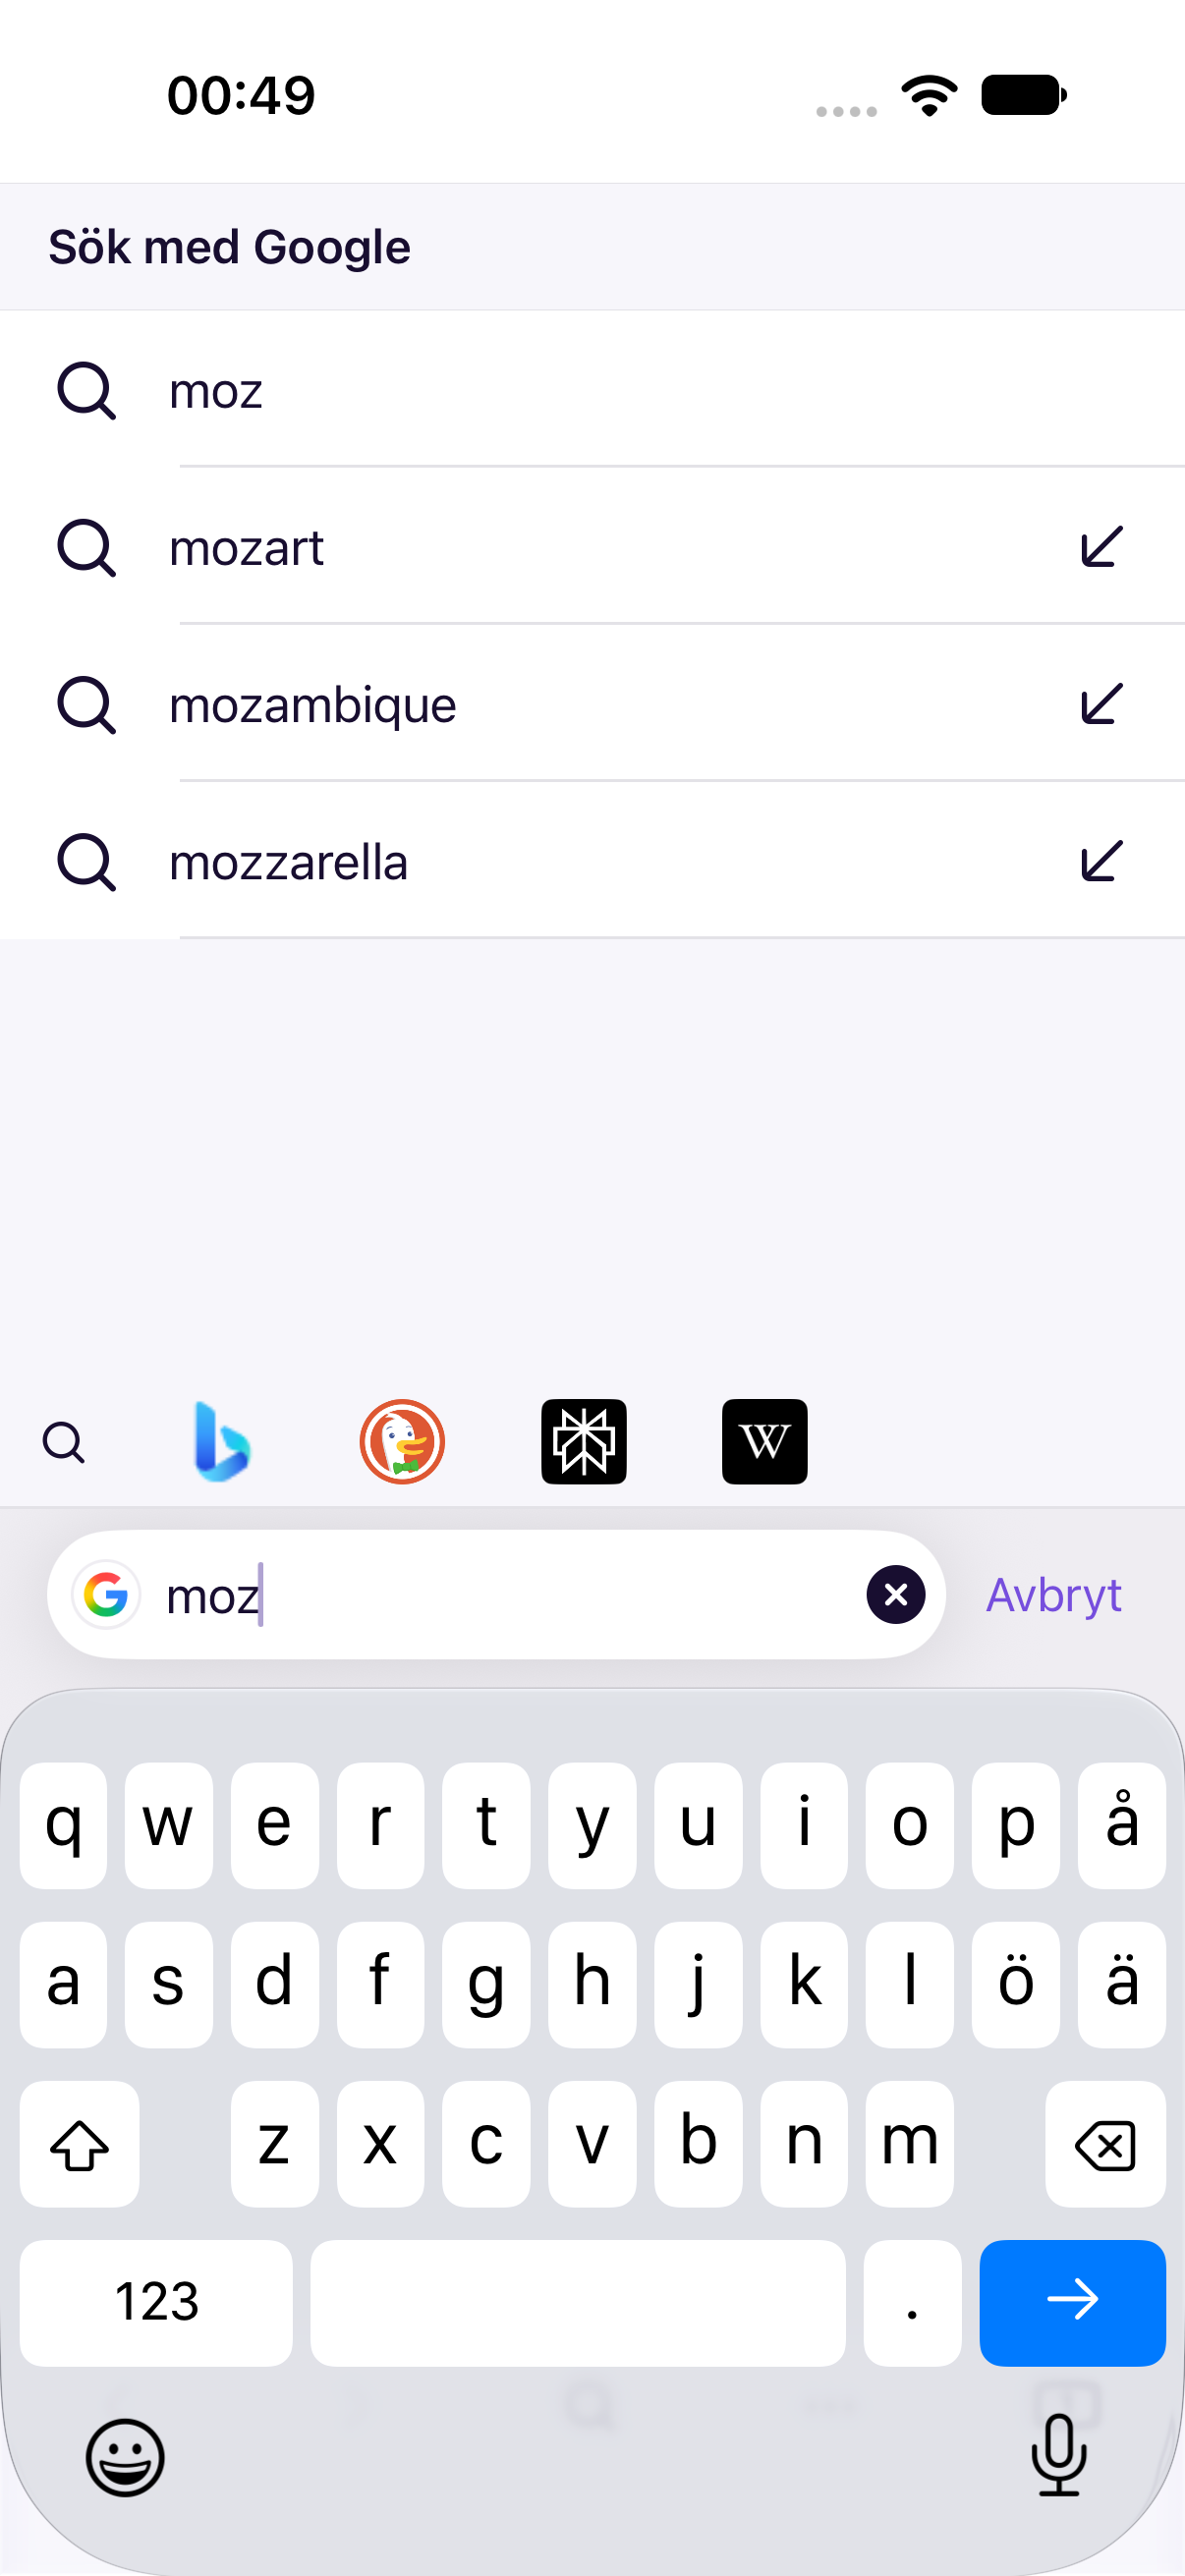 00:49
Sök med Google
moz
mozart
mozambique
mozzarella
W
G moz Avbryt
q w e r t y u i o p å
a s d f g h j k l ö ä
z x c v b n m
123 .